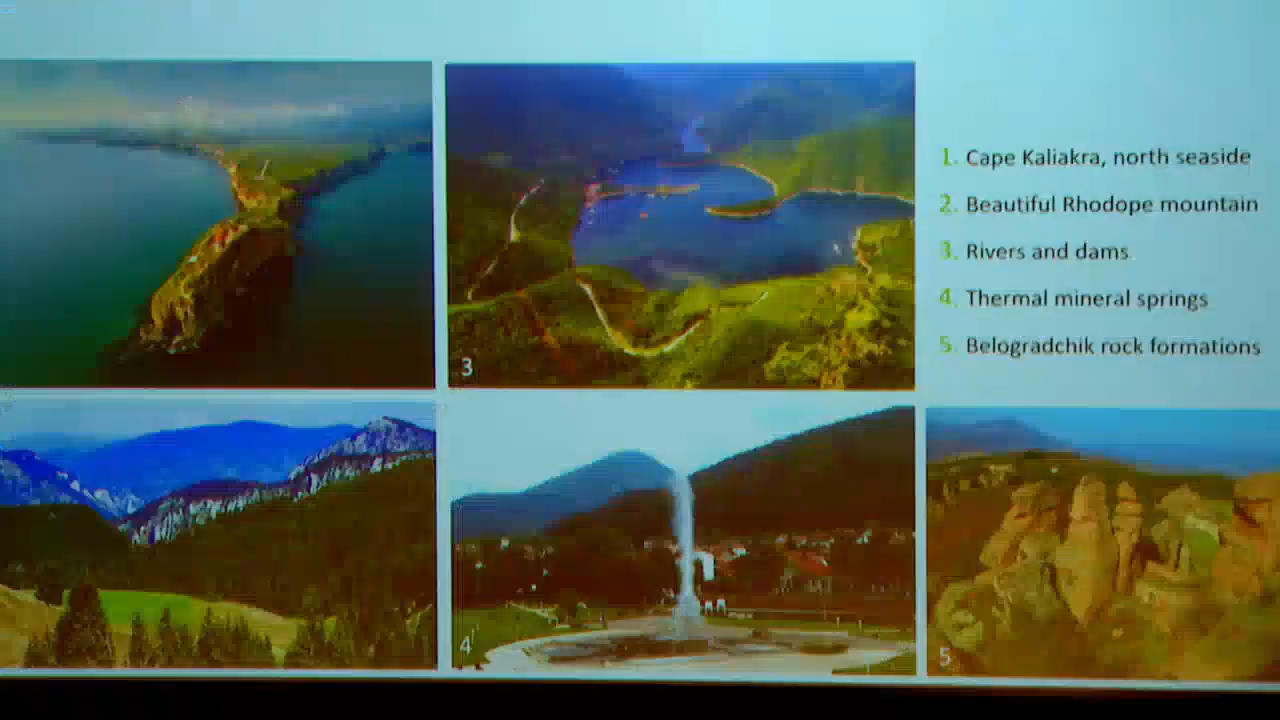 1. Cape Kaliakra, north seaside
2. Beautiful Rhodope mountain
3. Rivers and dams
4. Thermal mineral springs
5. Belogradchik rock formations
3
4
5